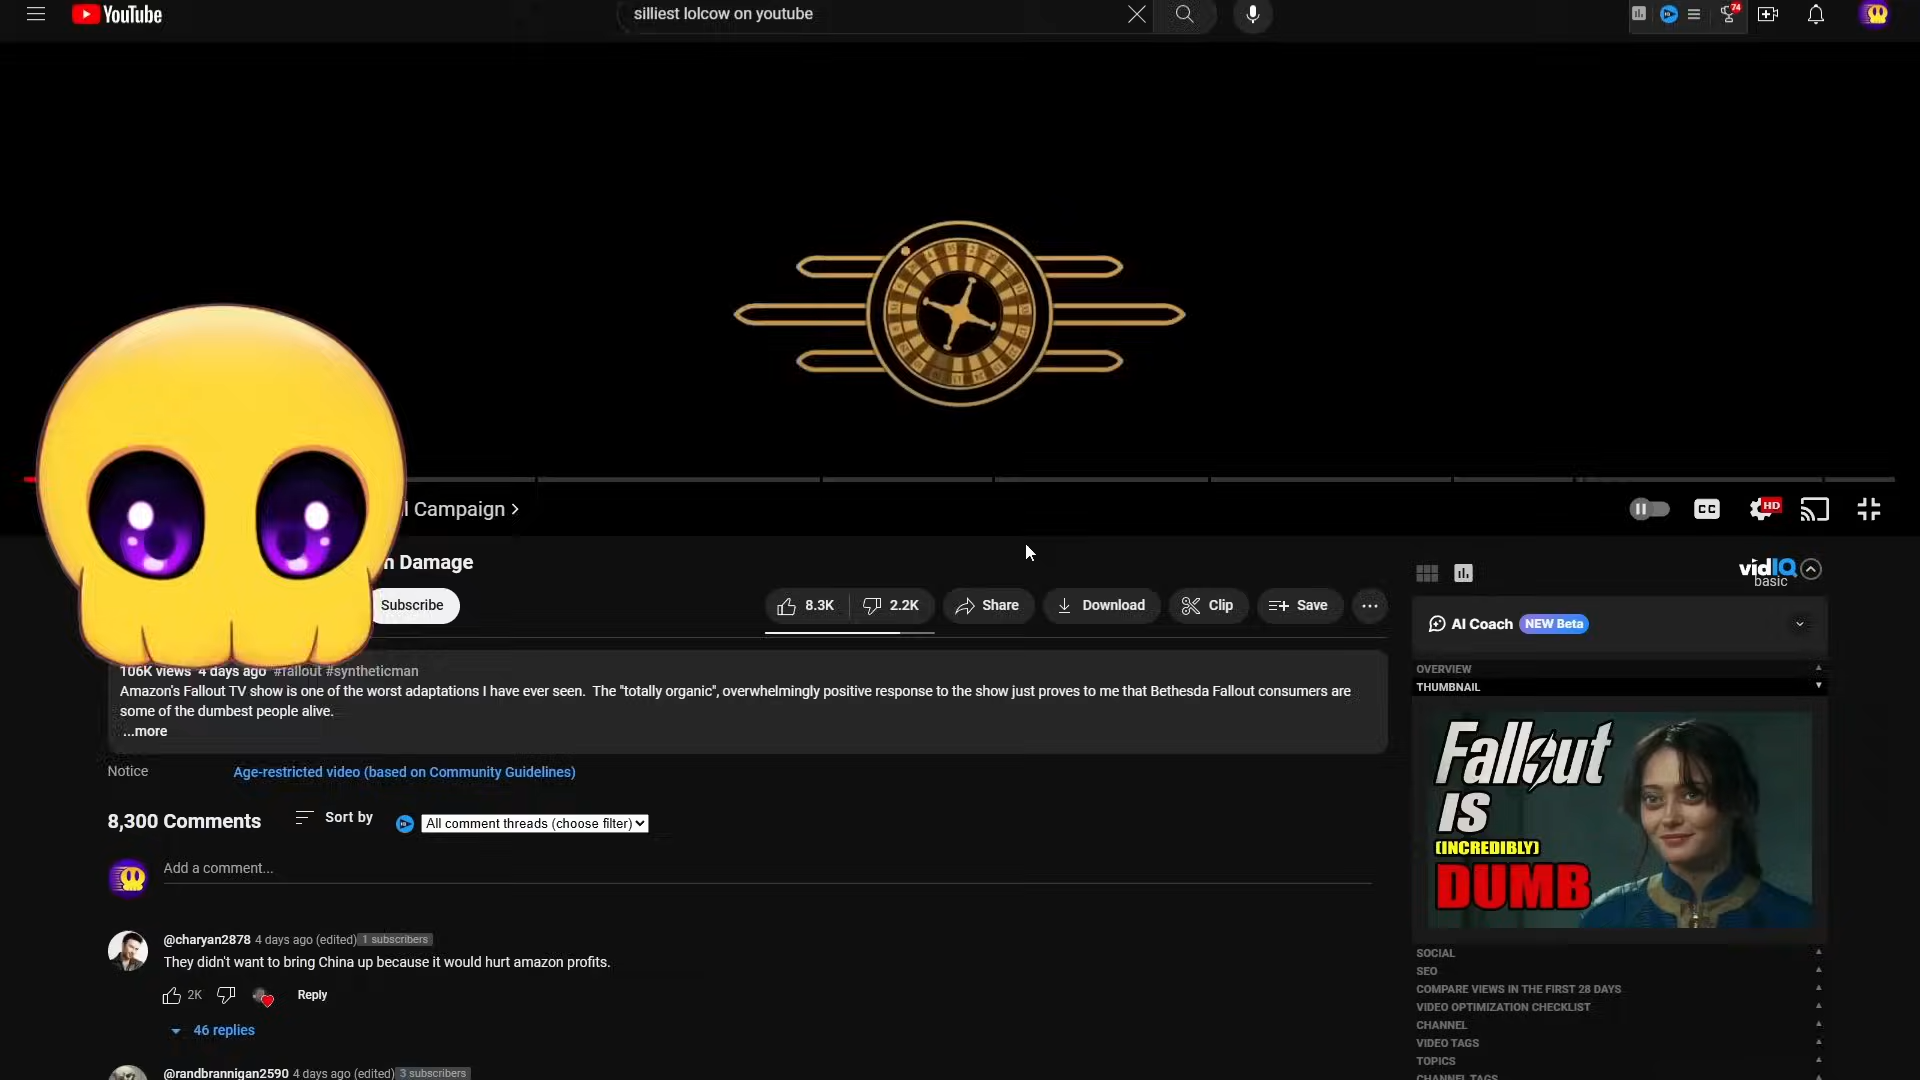 YouTube
silliest lolcow on youtube
74
l Campaign >
CC
HD
n Damage
Subscribe
8.3K
2.2K
Share
Download
Clip
Save
vidIQ
basic
AI Coach
NEW Beta
106K views 4 days ago #fallout #syntheticman
Amazon's Fallout TV show is one of the worst adaptations I have ever seen. The "totally organic", overwhelmingly positive response to the show just proves to me that Bethesda Fallout consumers are
some of the dumbest people alive.
...more
OVERVIEW
THUMBNAIL
Fallout
IS
(INCREDIBLY)
DUMB
Notice
Age-restricted video (based on Community Guidelines)
8,300 Comments
Sort by
All comment threads (choose filter)
Add a comment...
@charyan2878 4 days ago (edited) 1 subscribers
They didn't want to bring China up because it would hurt amazon profits.
2K
Reply
46 replies
@randbrannigan2590 4 days ago (edited) 3 subscribers
SOCIAL
SEO
COMPARE VIEWS IN THE FIRST 28 DAYS
VIDEO OPTIMIZATION CHECKLIST
CHANNEL
VIDEO TAGS
TOPICS
CHANNEL TAGS